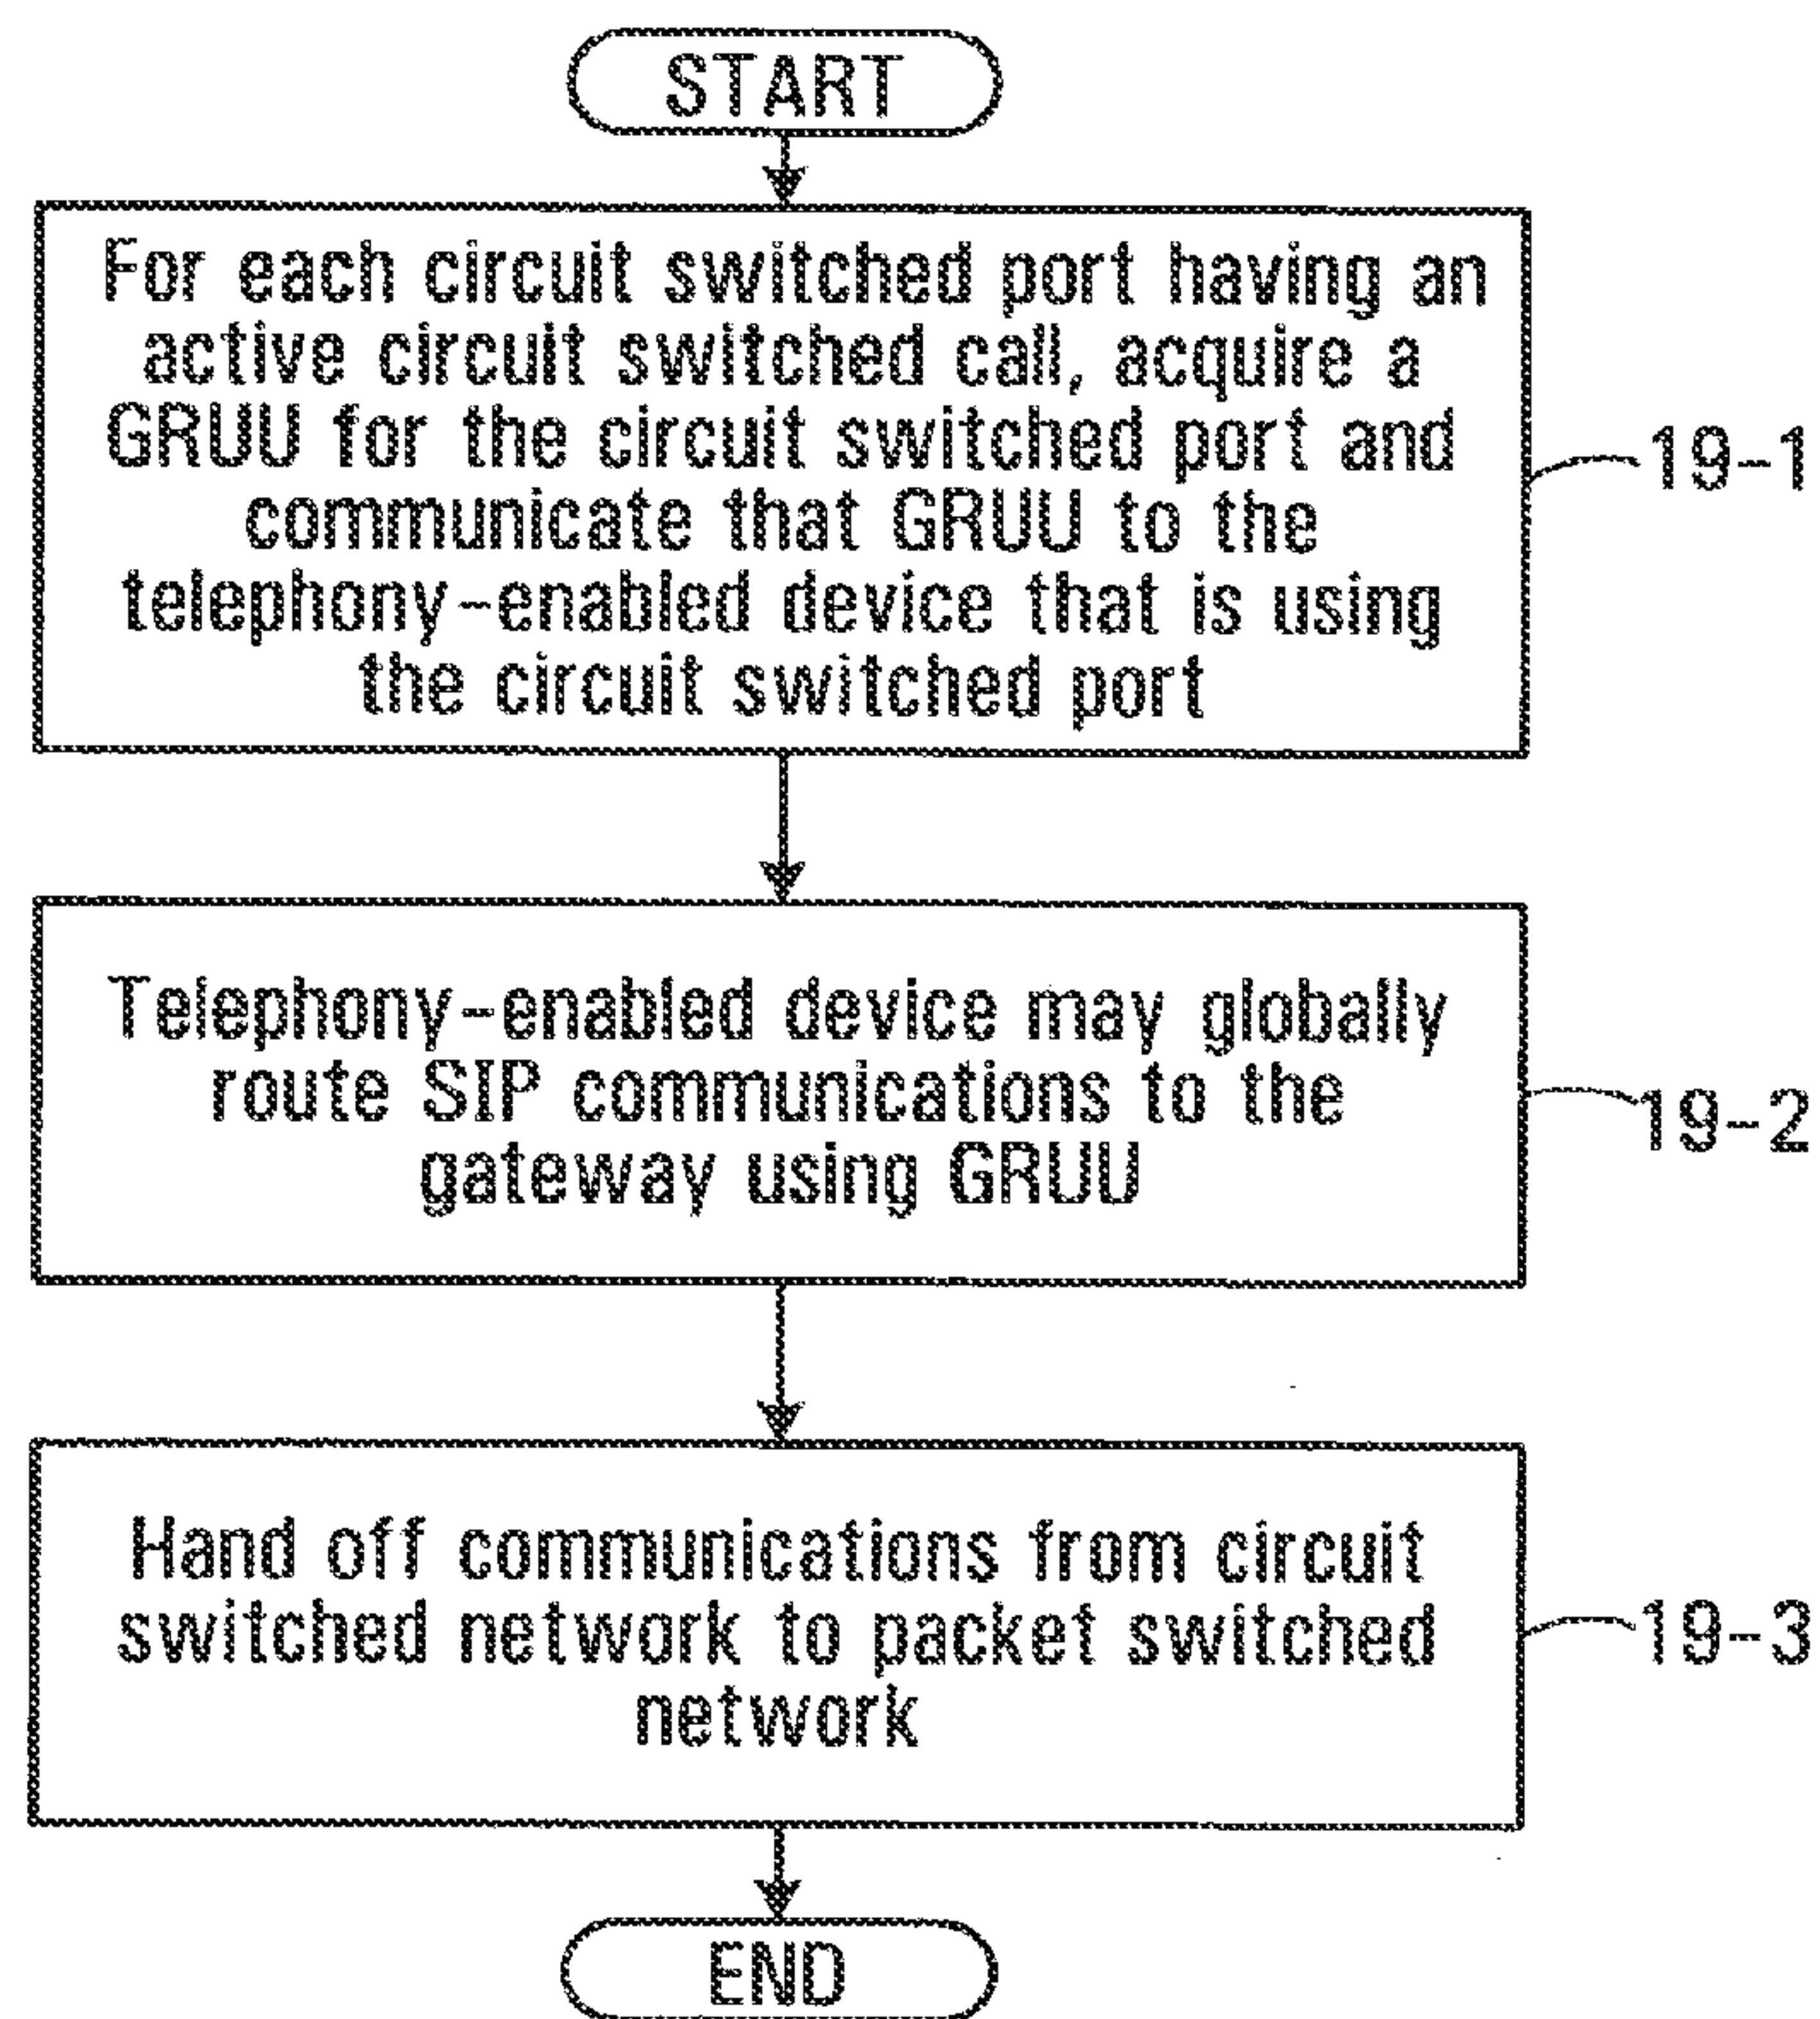 START
For each circuit switched port having an
active circuit switched call, acquire a
GRUU for the circuit switched port and
communicate that GRUU to the
telephony-enabled device that is using
the circuit switched port
19-1
Telephony-enabled device may globally
route SIP communications to the
gateway using GRUU
19-2
Hand off communications from circuit
switched network to packet switched
network
19-3
END